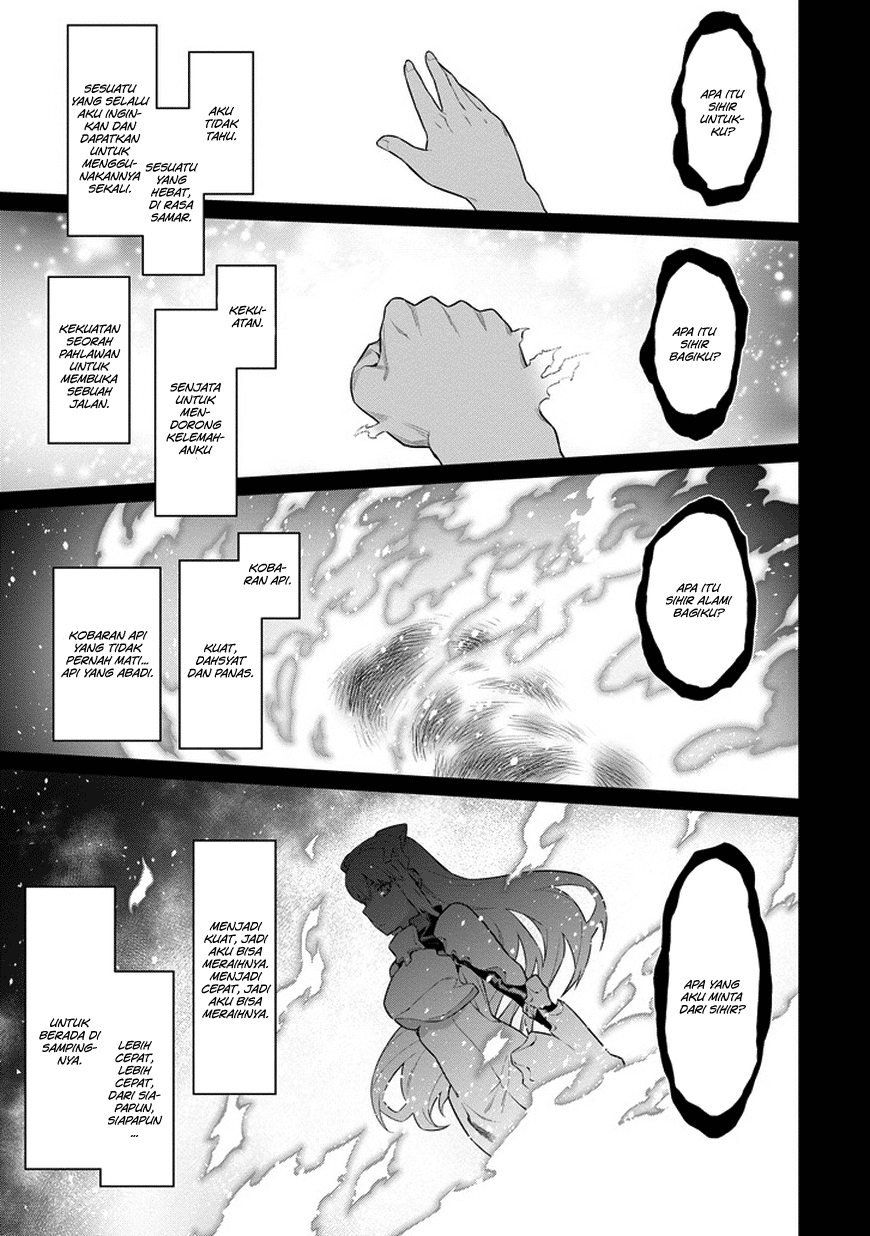 APA ITU
SIHIR
UNTUK-
KU?
AKU
TIDAK
TAHU.
SESUATU
YANG
HEBAT,
DI RASA
SAMAR.
SESUATU
YANG SELALU
AKU INGIN-
KAN DAN
DAPATKAN
UNTUK
MENGGU-
NAKANNYA
SEKALI.
APA ITU
SIHIR
BAGIKU?
KEKU-
ATAN.
SENJATA
UNTUK
MEN-
DORONG
KELEMAH-
ANKU
KEKUATAN
SEORAH
PAHLAWAN
UNTUK
MEMBUKA
SEBUAH
JALAN.
APA ITU
SIHIR ALAMI
BAGIKU?
KOBA-
RAN API.
KUAT,
DAHSYAT
DAN PANAS.
KOBARAN API
YANG TIDAK
PERNAH MATI...
API YANG ABADI.
APA YANG
AKU MINTA
DARI SIHIR?
MENJADI
KUAT, JADI
AKU BISA
MERAIHNYA.
MENJADI
CEPAT, JADI
AKU BISA
MERAIHNYA.
LEBIH
CEPAT,
LEBIH
CEPAT,
DARI SIA-
PAPUN,
SIAPAPUN
...
UNTUK
BERADA DI
SAMPING-
NYA.